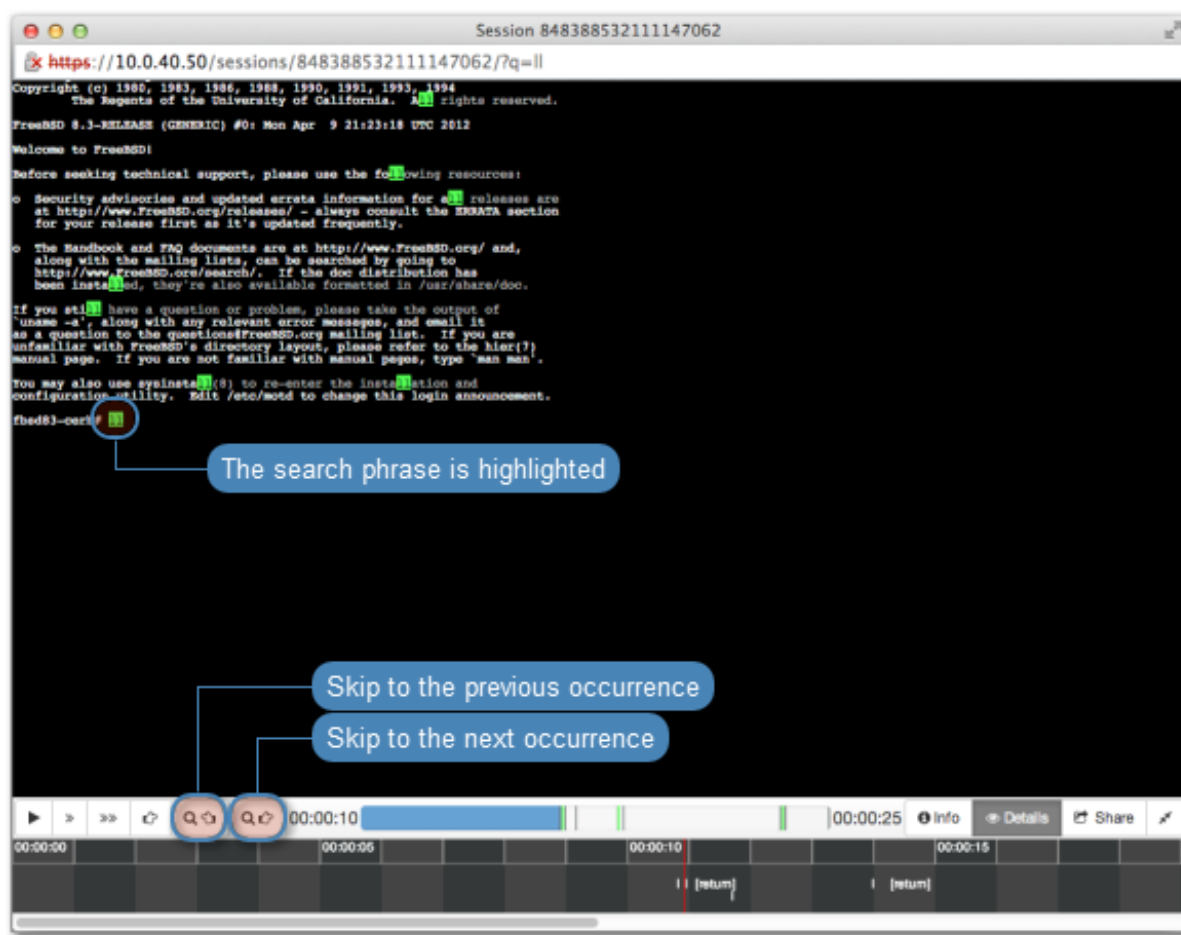 Session 848388532111147062
https://10.0.40.50/sessions/848388532111147062/?q=ll
Copyright (c) 1980, 1983, 1986, 1988, 1990, 1991, 1993, 1994
The Regents of the University of California. All rights reserved.
FreeBSD 8.3-RELEASE (GENERIC) #0: Mon Apr 9 21:23:18 UTC 2012
Welcome to FreeBSD!
Before seeking technical support, please use the following resources:
o Security advisories and updated errata information for all releases are
at http://www.FreeBSD.org/releases/ - always consult the ERRATA section
for your release first as it's updated frequently.
o The Handbook and FAQ documents are at http://www.FreeBSD.org/ and,
along with the mailing lists, can be searched by going to
http://www.FreeBSD.org/search/. If the doc distribution has
been installed, they're also available formatted in /usr/share/doc.
If you still have a question or problem, please take the output of
`uname -a', along with any relevant error messages, and email it
as a question to the questions@FreeBSD.org mailing list. If you are
unfamiliar with FreeBSD's directory layout, please refer to the hier(7)
manual page. If you are not familiar with manual pages, type `man man'.
You may also use sysinstall(8) to re-enter the installation and
configuration utility. Edit /etc/motd to change this login announcement.
# ll
The search phrase is highlighted
Skip to the previous occurrence
Skip to the next occurrence
00:00:10 00:00:25 Info Details Share
00:00:00 00:00:05 00:00:10 00:00:15
l l [return] l [return]